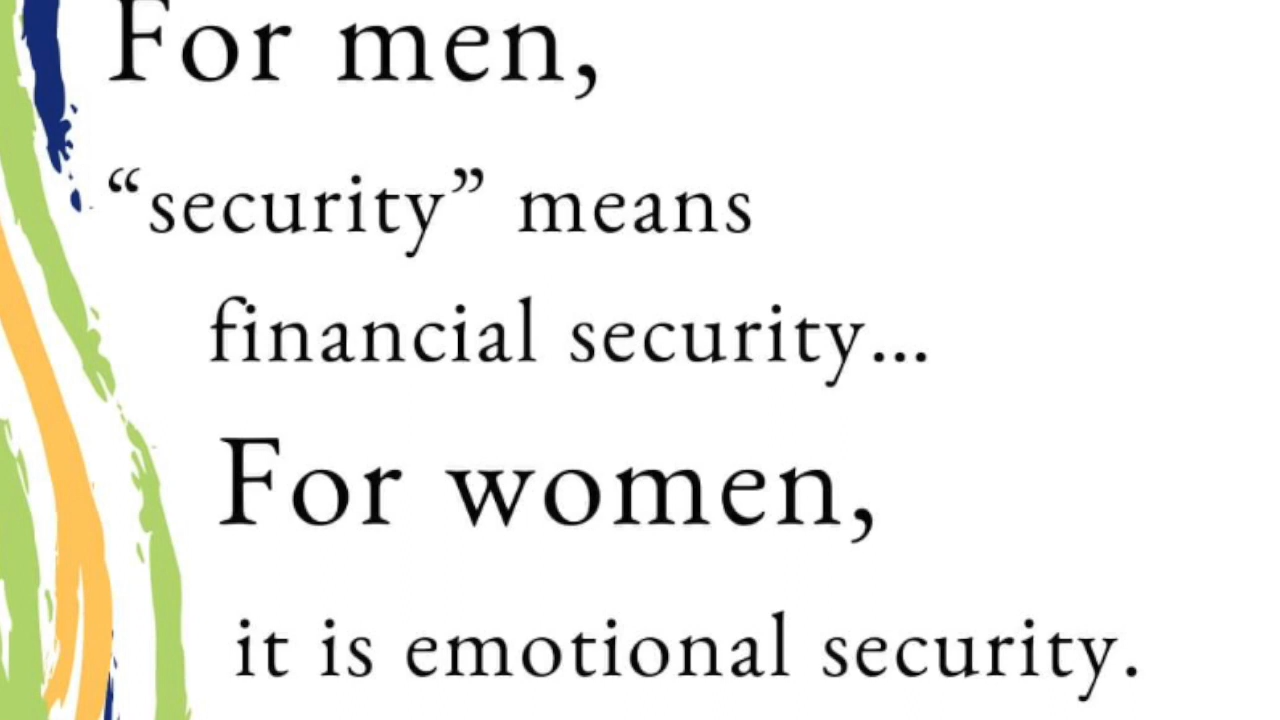 For men,
“security” means
financial security...
For women,
it is emotional security.